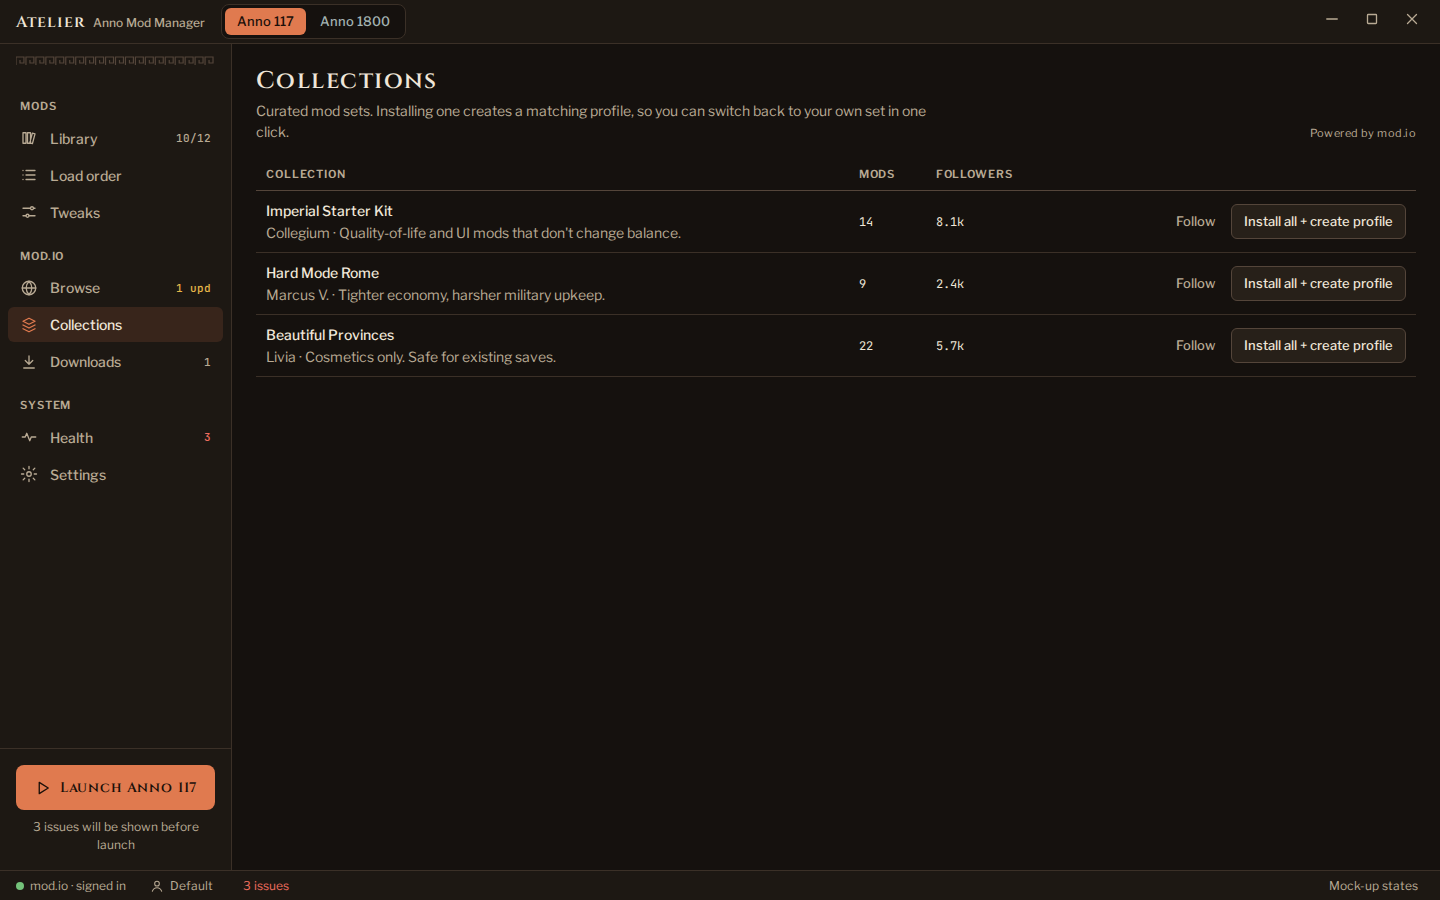 ATELIER Anno Mod Manager
Anno 117
Anno 1800
MODS
Library 10/12
Load order
Tweaks
MOD.IO
Browse 1 upd
Collections
Downloads 1
SYSTEM
Health 3
Settings
LAUNCH ANNO 117
3 issues will be shown before
launch
COLLECTIONS
Curated mod sets. Installing one creates a matching profile, so you can switch back to your own set in one
click.
Powered by mod.io
COLLECTION MODS FOLLOWERS
Imperial Starter Kit
Collegium · Quality-of-life and UI mods that don't change balance.
14 8.1k Follow Install all + create profile
Hard Mode Rome
Marcus V. · Tighter economy, harsher military upkeep.
9 2.4k Follow Install all + create profile
Beautiful Provinces
Livia · Cosmetics only. Safe for existing saves.
22 5.7k Follow Install all + create profile
mod.io · signed in Default 3 issues Mock-up states